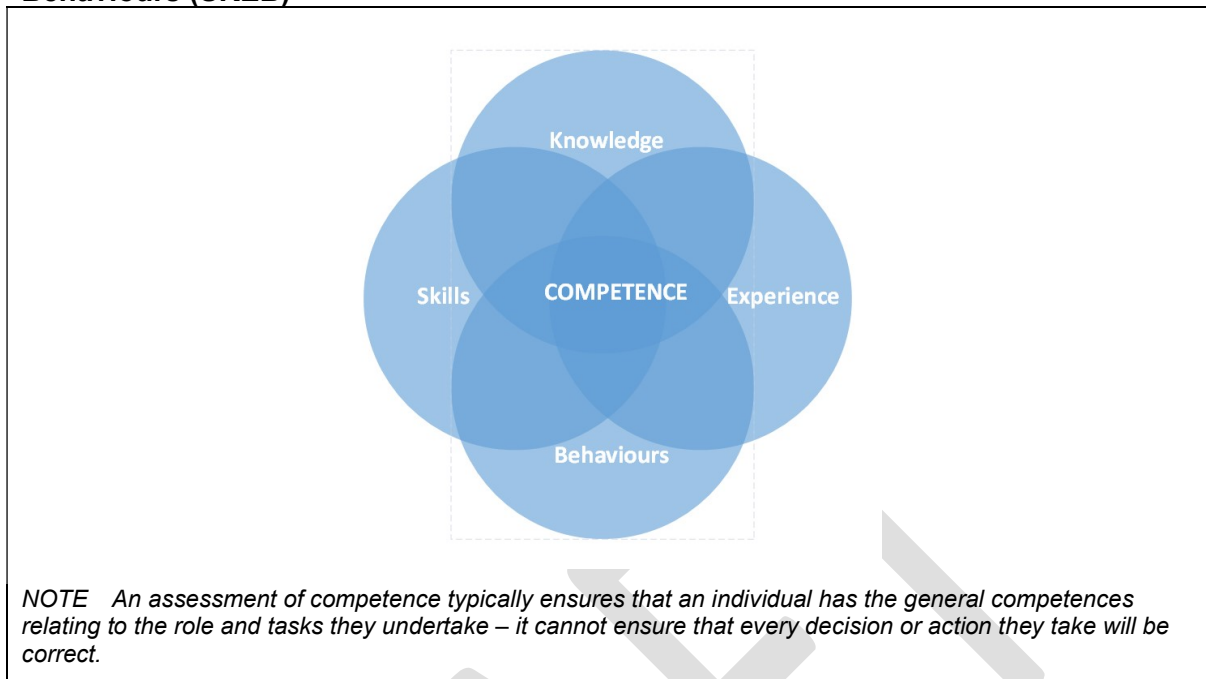 Knowledge
Skills
COMPETENCE
Experience
Behaviours
NOTE An assessment of competence typically ensures that an individual has the general competences
relating to the role and tasks they undertake – it cannot ensure that every decision or action they take will be
correct.